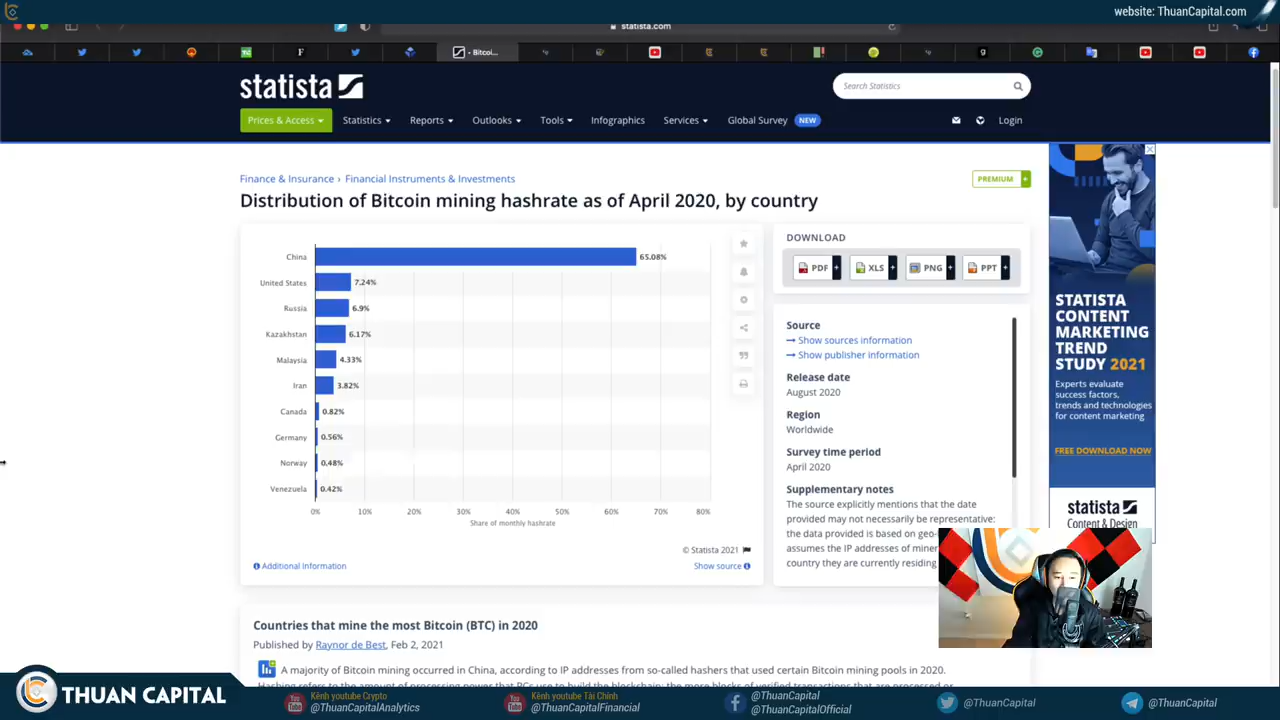 website: ThuanCapital.com
statista.com
- Bitcoi...
statista
Search Statistics
Prices & Access
Statistics
Reports
Outlooks
Tools
Infographics
Services
Global Survey
NEW
Login
Finance & Insurance › Financial Instruments & Investments
PREMIUM +
Distribution of Bitcoin mining hashrate as of April 2020, by country
China 65.08%
United States 7.24%
Russia 6.9%
Kazakhstan 6.17%
Malaysia 4.33%
Iran 3.82%
Canada 0.82%
Germany 0.56%
Norway 0.48%
Venezuela 0.42%
0% 10% 20% 30% 40% 50% 60% 70% 80%
Share of monthly hashrate
© Statista 2021
Additional Information
Show source
DOWNLOAD
PDF + XLS + PNG + PPT +
Source
→ Show sources information
→ Show publisher information
Release date
August 2020
Region
Worldwide
Survey time period
April 2020
Supplementary notes
The source explicitly mentions that the date
provided may not necessarily be representative:
the data provided is based on geo-
assumes the IP addresses of miner
country they are currently residing
STATISTA
CONTENT
MARKETING
TREND
STUDY 2021
Experts evaluate
success factors,
trends and technologies
for content marketing
FREE DOWNLOAD NOW
statista
Content & Design
Countries that mine the most Bitcoin (BTC) in 2020
Published by Raynor de Best, Feb 2, 2021
A majority of Bitcoin mining occurred in China, according to IP addresses from so-called hashers that used certain Bitcoin mining pools in 2020.
THUAN CAPITAL
Kênh youtube Crypto
@ThuanCapitalAnalytics
Kênh youtube Tài Chính
@ThuanCapitalFinancial
@ThuanCapital
@ThuanCapitalOfficial
@ThuanCapital
@ThuanCapital